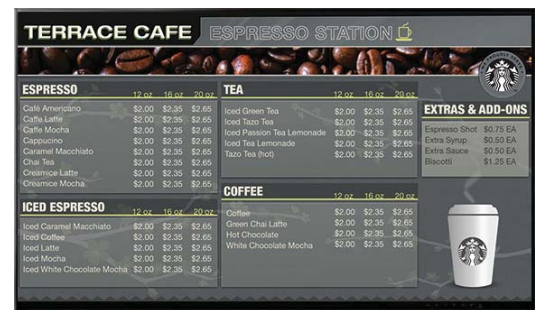 TERRACE CAFE ESPRESSO STATION
ESPRESSO 12 oz 16 oz 20 oz
Café Americano $2.00 $2.35 $2.65
Caffe Latte $2.00 $2.35 $2.65
Caffe Mocha $2.00 $2.35 $2.65
Cappucino $2.00 $2.35 $2.65
Caramel Macchiato $2.00 $2.35 $2.65
Chai Tea $2.00 $2.35 $2.65
Creamice Latte $2.00 $2.35 $2.65
Creamice Mocha $2.00 $2.35 $2.65
ICED ESPRESSO 12 oz 16 oz 20 oz
Iced Caramel Macchiato $2.00 $2.35 $2.65
Iced Coffee $2.00 $2.35 $2.65
Iced Latte $2.00 $2.35 $2.65
Iced Mocha $2.00 $2.35 $2.65
Iced White Chocolate Mocha $2.00 $2.35 $2.65
TEA 12 oz 16 oz 20 oz
Iced Green Tea $2.00 $2.35 $2.65
Iced Tazo Tea $2.00 $2.35 $2.65
Iced Passion Tea Lemonade $2.00 $2.35 $2.65
Iced Tea Lemonade $2.00 $2.35 $2.65
Tazo Tea (hot) $2.00 $2.35 $2.65
COFFEE 12 oz 16 oz 20 oz
Coffee $2.00 $2.35 $2.65
Green Chai Latte $2.00 $2.35 $2.65
Hot Chocolate $2.00 $2.35 $2.65
White Chocolate Mocha $2.00 $2.35 $2.65
EXTRAS & ADD-ONS
Espresso Shot $0.75 EA
Extra Syrup $0.50 EA
Extra Sauce $0.50 EA
Biscotti $1.25 EA